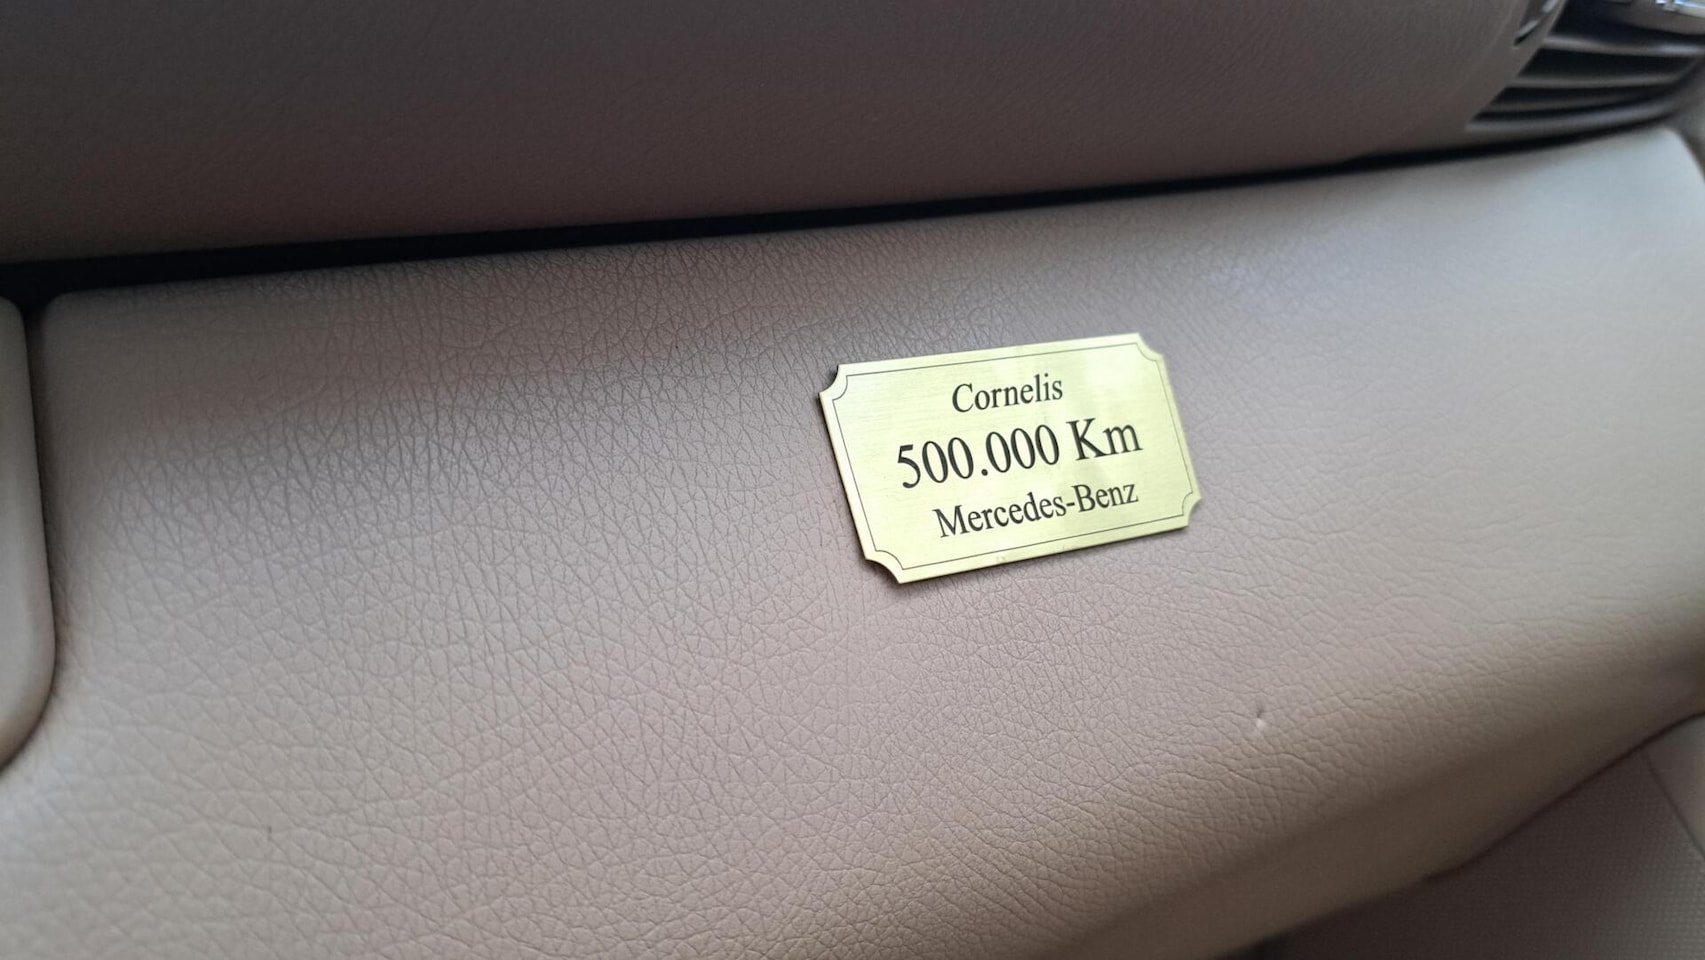 Cornelis
500.000 Km
Mercedes-Benz